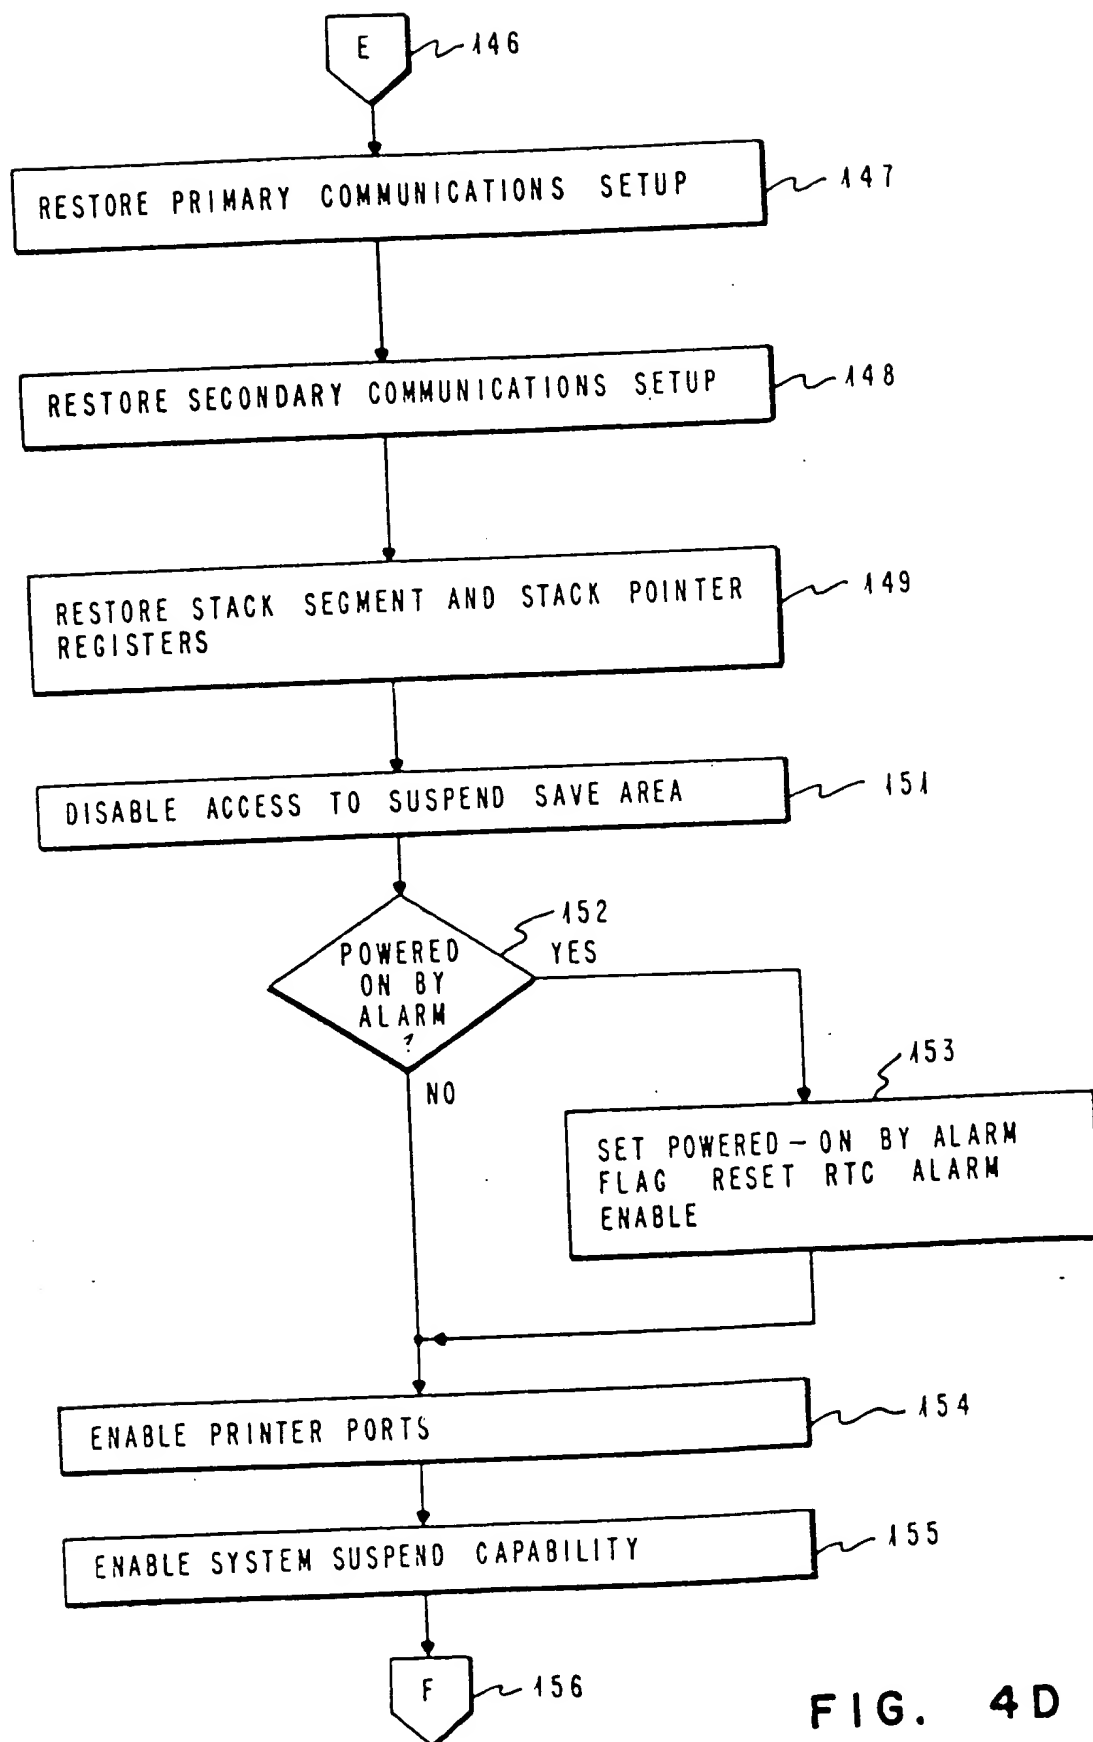 E
146
RESTORE PRIMARY COMMUNICATIONS SETUP
147
RESTORE SECONDARY COMMUNICATIONS SETUP
148
RESTORE STACK SEGMENT AND STACK POINTER
REGISTERS
149
DISABLE ACCESS TO SUSPEND SAVE AREA
151
POWERED
ON BY
ALARM
?
152
YES
NO
153
SET POWERED-ON BY ALARM
FLAG RESET RTC ALARM
ENABLE
ENABLE PRINTER PORTS
154
ENABLE SYSTEM SUSPEND CAPABILITY
155
F
156
FIG. 4D